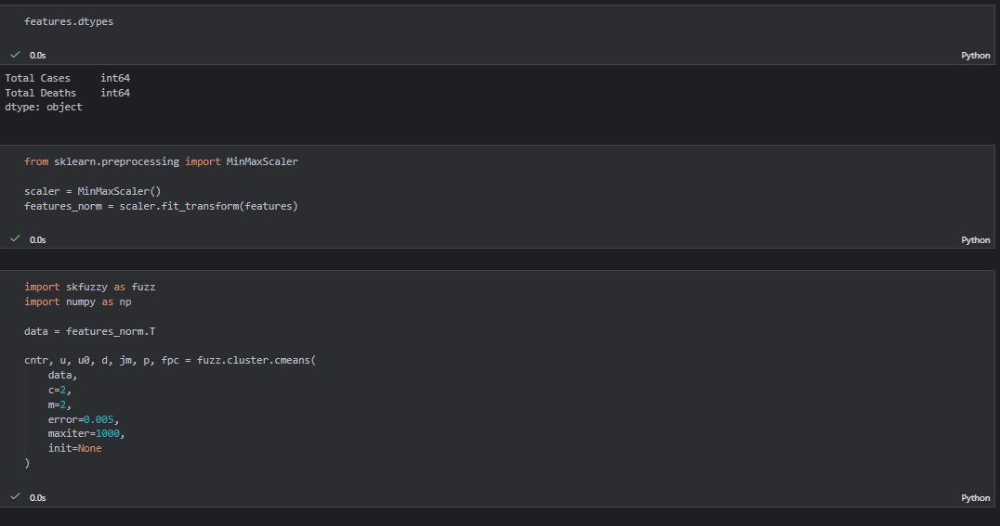 features.dtypes
0.0s
Python
Total Cases     int64
Total Deaths    int64
dtype: object
from sklearn.preprocessing import MinMaxScaler
scaler = MinMaxScaler()
features_norm = scaler.fit_transform(features)
0.0s
Python
import skfuzzy as fuzz
import numpy as np
data = features_norm.T
cntr, u, u0, d, jm, p, fpc = fuzz.cluster.cmeans(
    data,
    c=2,
    m=2,
    error=0.005,
    maxiter=1000,
    init=None
)
0.0s
Python